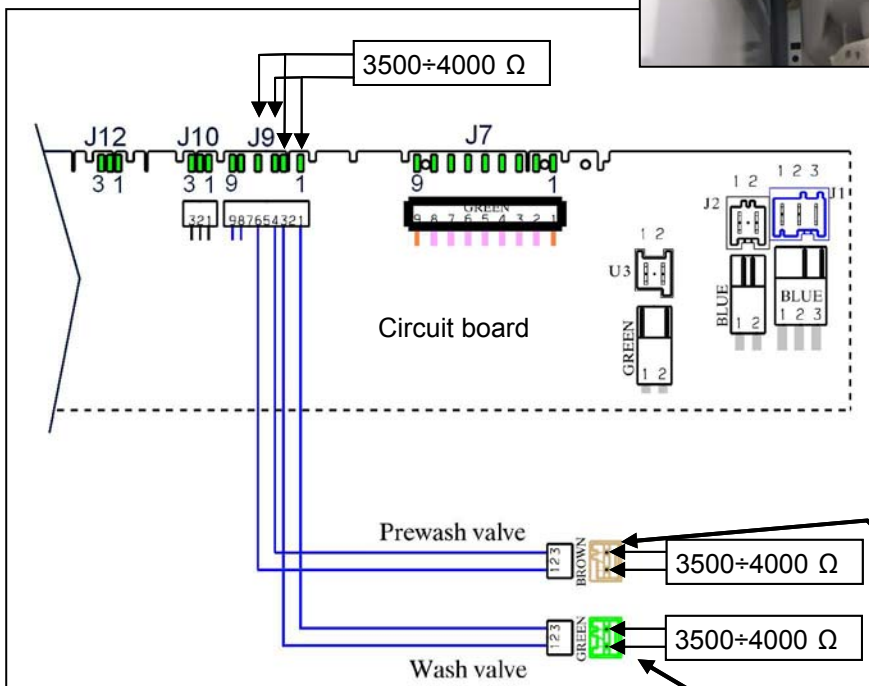 3500÷4000 Ω
J12 J10 J9 J7
3 1 3 1 9 1 9 1
321 987654321
GREEN
9 8 7 6 5 4 3 2 1
1 2 3
1 2
J2 J1
1 2
U3
BLUE
1 2
BLUE
1 2 3
GREEN
1 2
Circuit board
Prewash valve
123
BROWN
3500÷4000 Ω
123
GREEN
3500÷4000 Ω
Wash valve